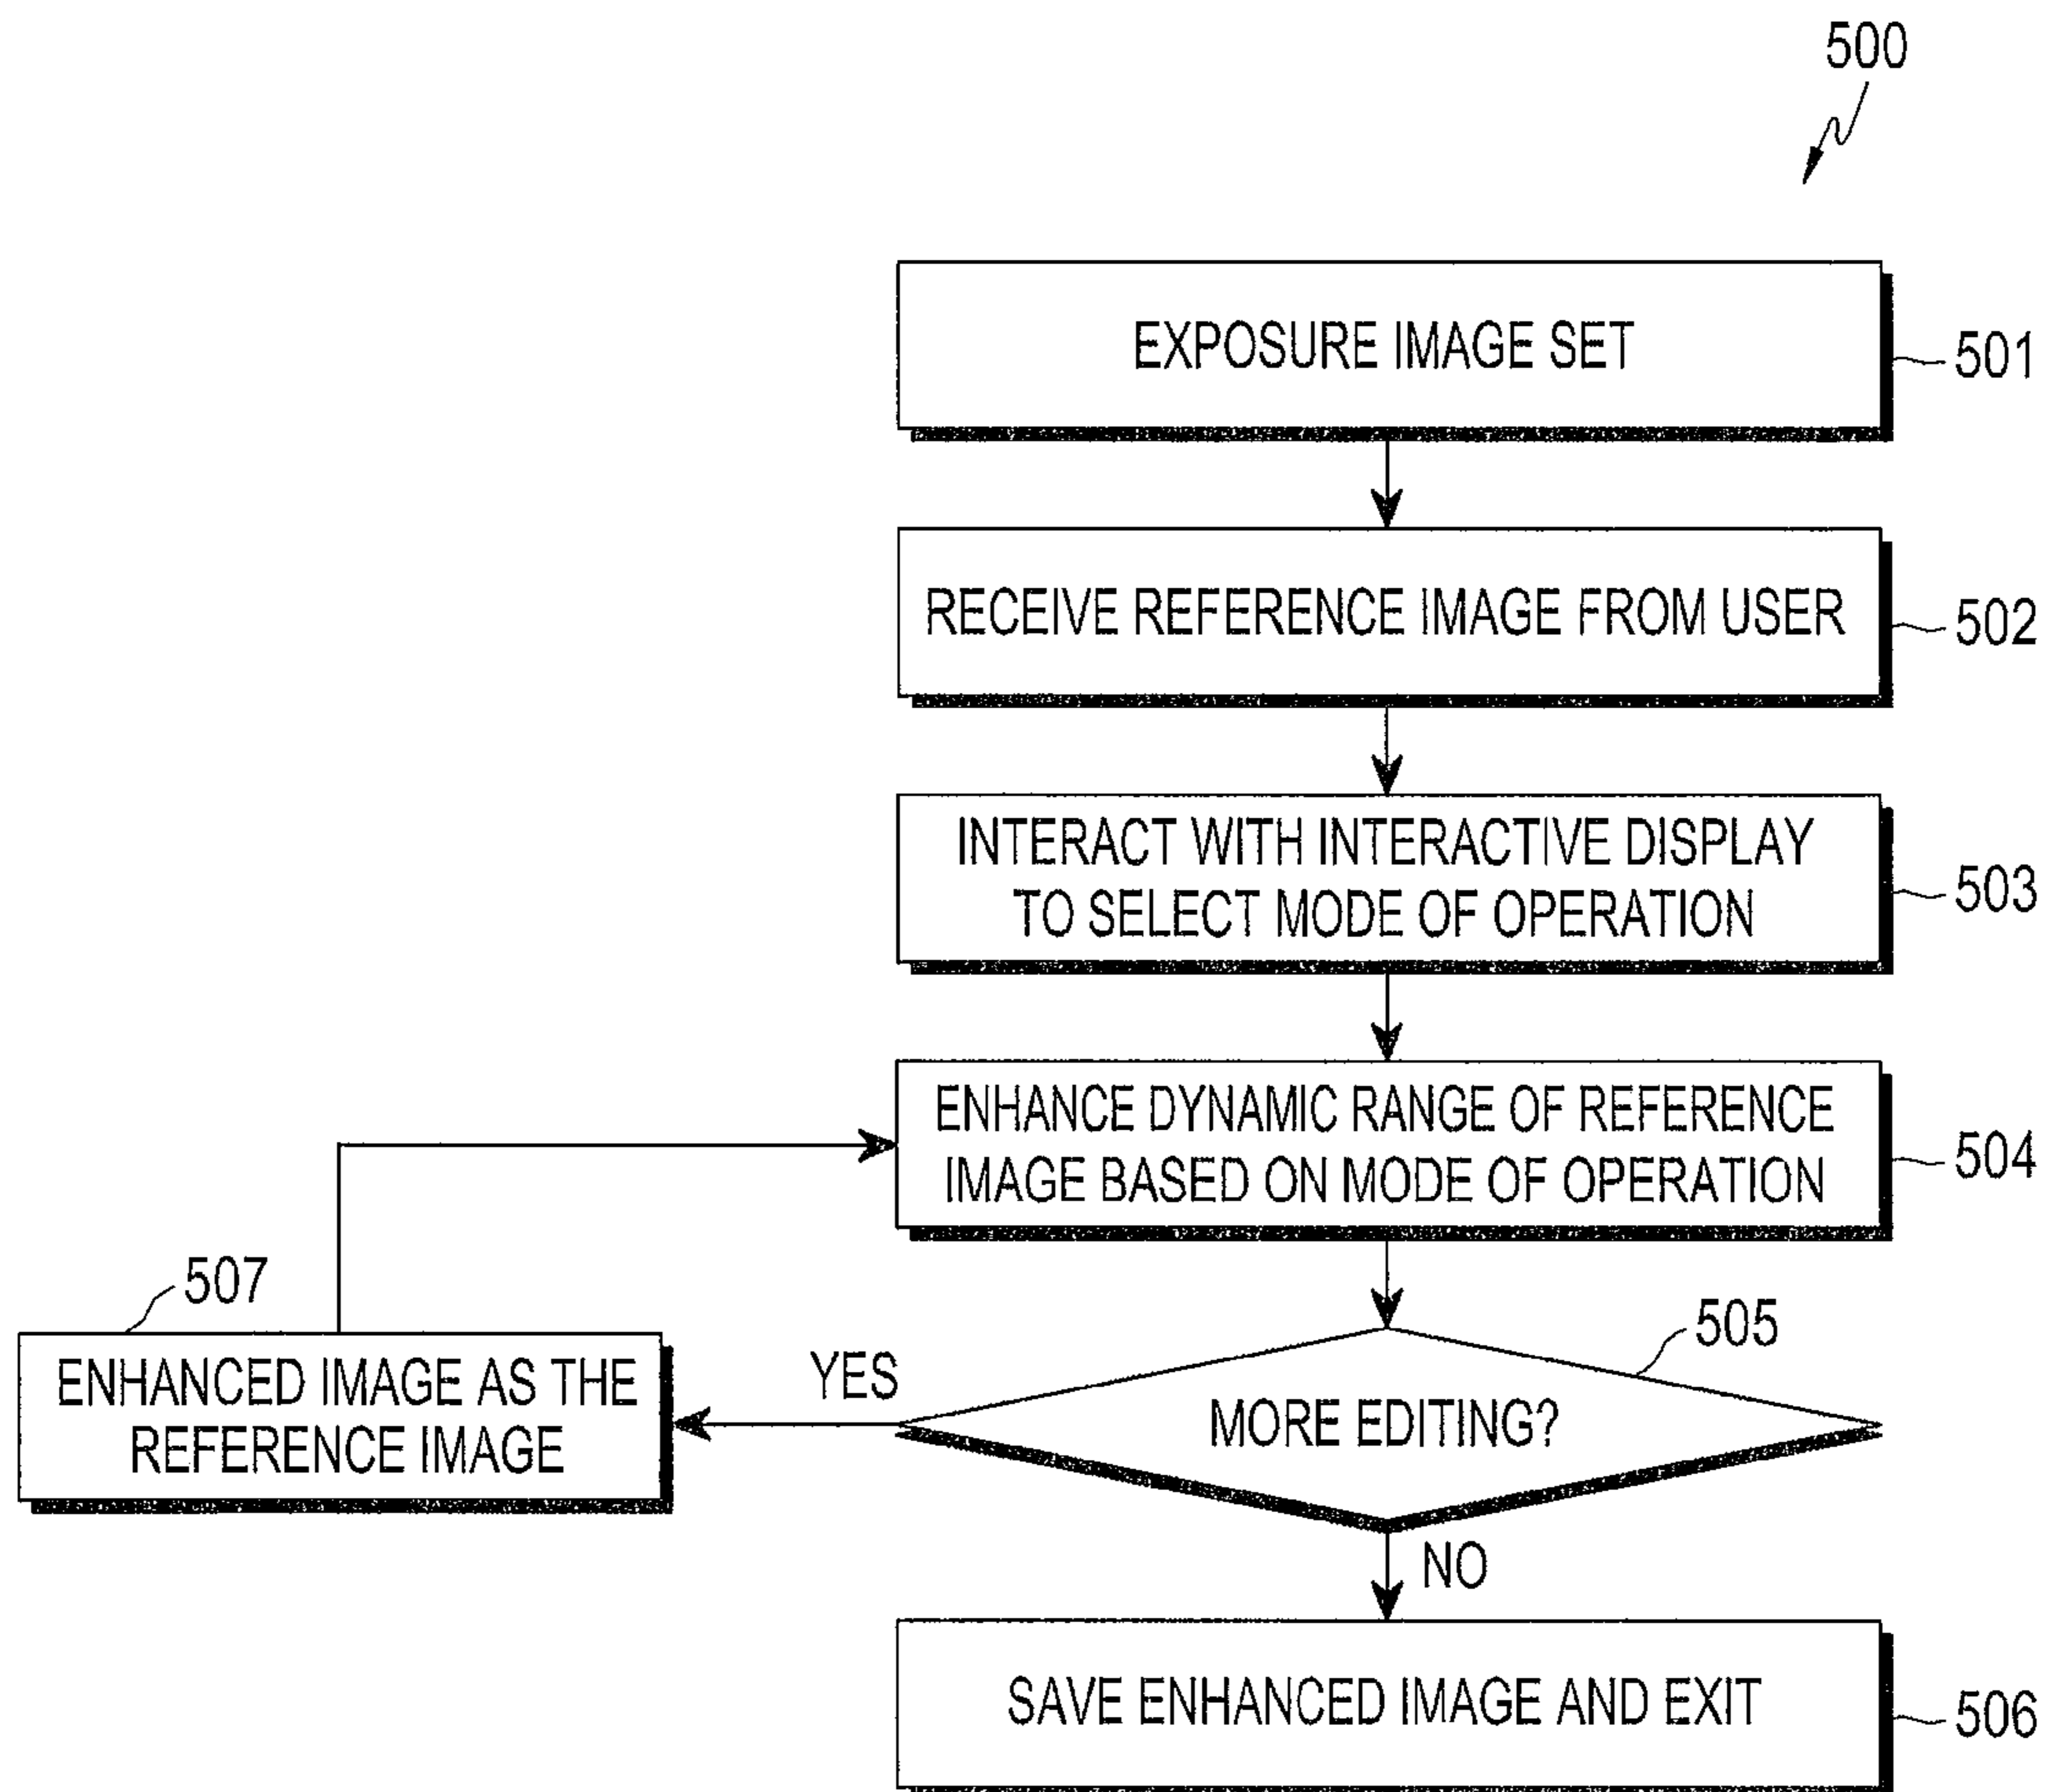 500
EXPOSURE IMAGE SET
501
RECEIVE REFERENCE IMAGE FROM USER
502
INTERACT WITH INTERACTIVE DISPLAY
TO SELECT MODE OF OPERATION
503
ENHANCE DYNAMIC RANGE OF REFERENCE
IMAGE BASED ON MODE OF OPERATION
504
507
ENHANCED IMAGE AS THE
REFERENCE IMAGE
YES
505
MORE EDITING?
NO
SAVE ENHANCED IMAGE AND EXIT
506